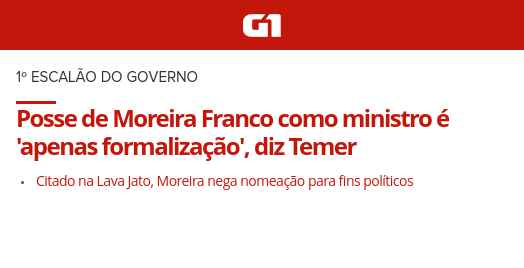 G1
1º ESCALÃO DO GOVERNO
Posse de Moreira Franco como ministro é
'apenas formalização', diz Temer
• Citado na Lava Jato, Moreira nega nomeação para fins políticos